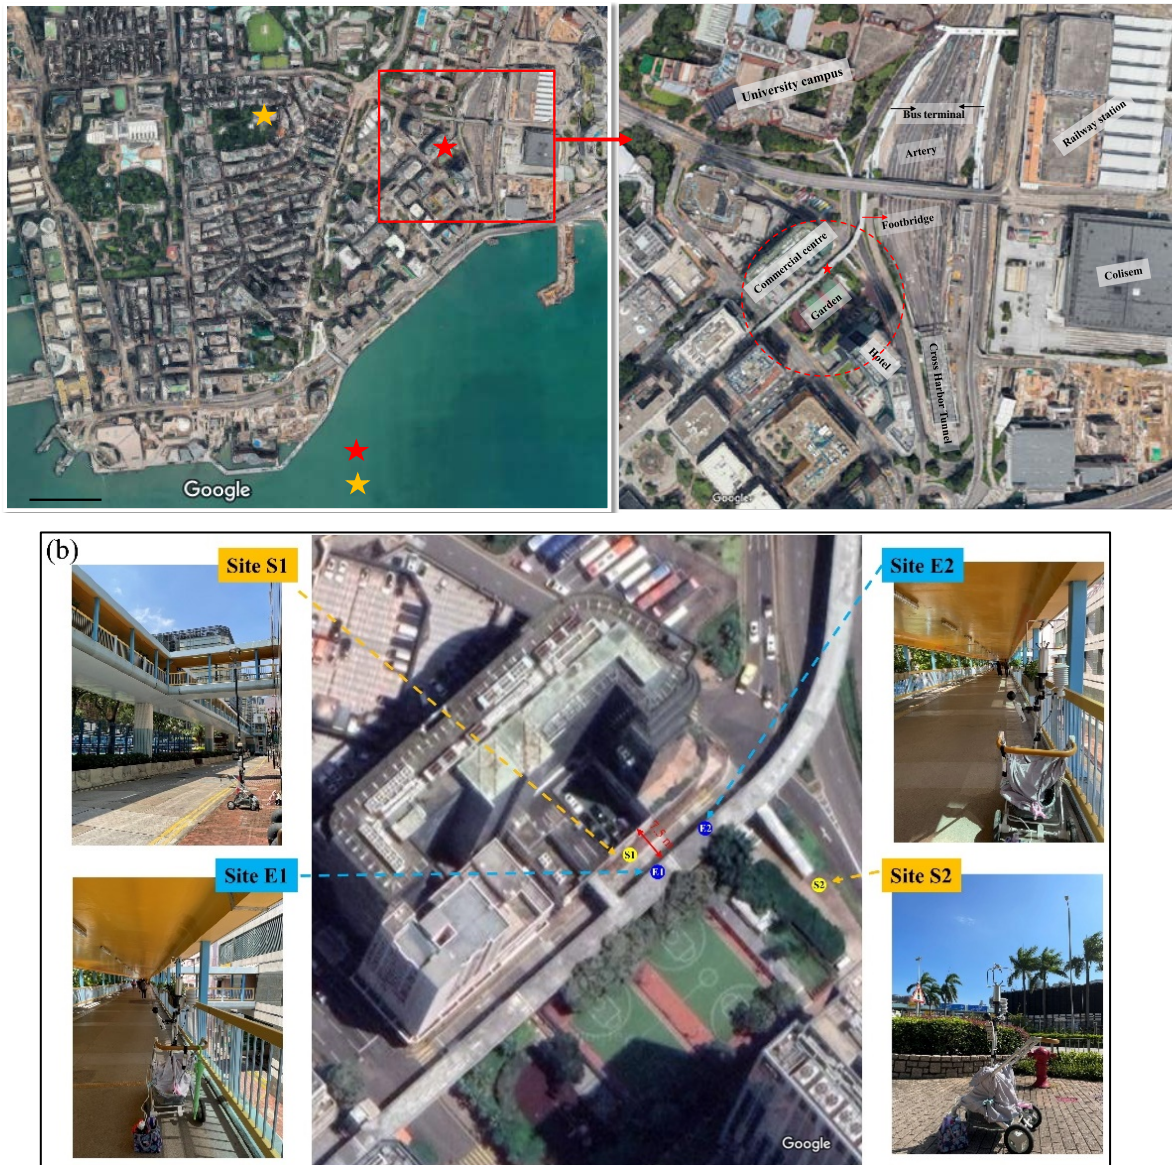 University campus
Bus terminal
Artery
Railway station
Footbridge
Commercial centre
Garden
Hotel
Colisem
Cross Harbor Tunnel
Google
Google
(b)
Site S1
Site E2
S1
E2
E1
S2
Site E1
Site S2
Google